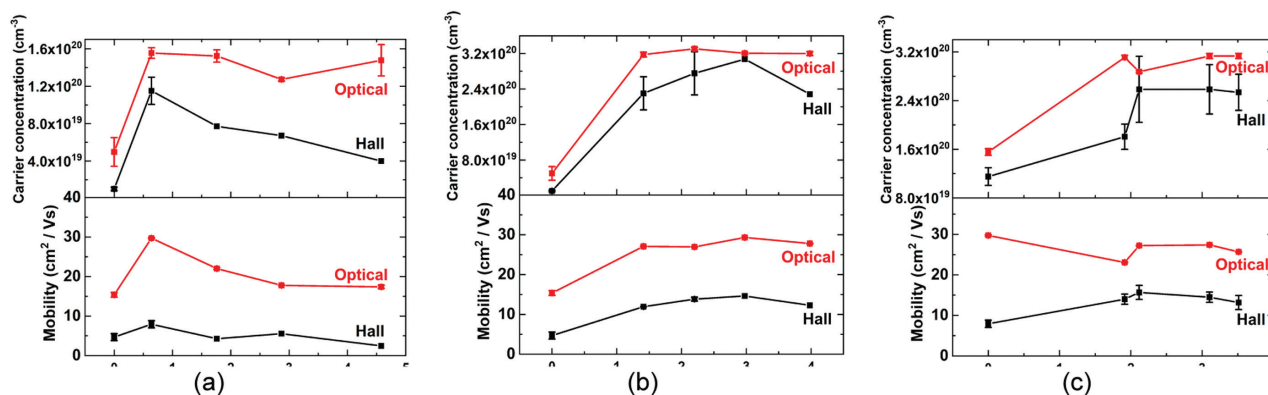 Carrier concentration (cm⁻³)
1.6x10²⁰
1.2x10²⁰
8.0x10¹⁹
4.0x10¹⁹
Optical
Hall
Mobility (cm² / Vs)
40
30
20
10
0
Optical
Hall
0 1 2 3 4 5
(a)
Carrier concentration (cm⁻³)
3.2x10²⁰
2.4x10²⁰
1.6x10²⁰
8.0x10¹⁹
Optical
Hall
Mobility (cm² / Vs)
40
30
20
10
0
Optical
Hall
0 1 2 3 4
(b)
Carrier concentration (cm⁻³)
3.2x10²⁰
2.4x10²⁰
1.6x10²⁰
8.0x10¹⁹
Optical
Hall
Mobility (cm² / Vs)
30
20
10
0
Optical
Hall
0
(c)